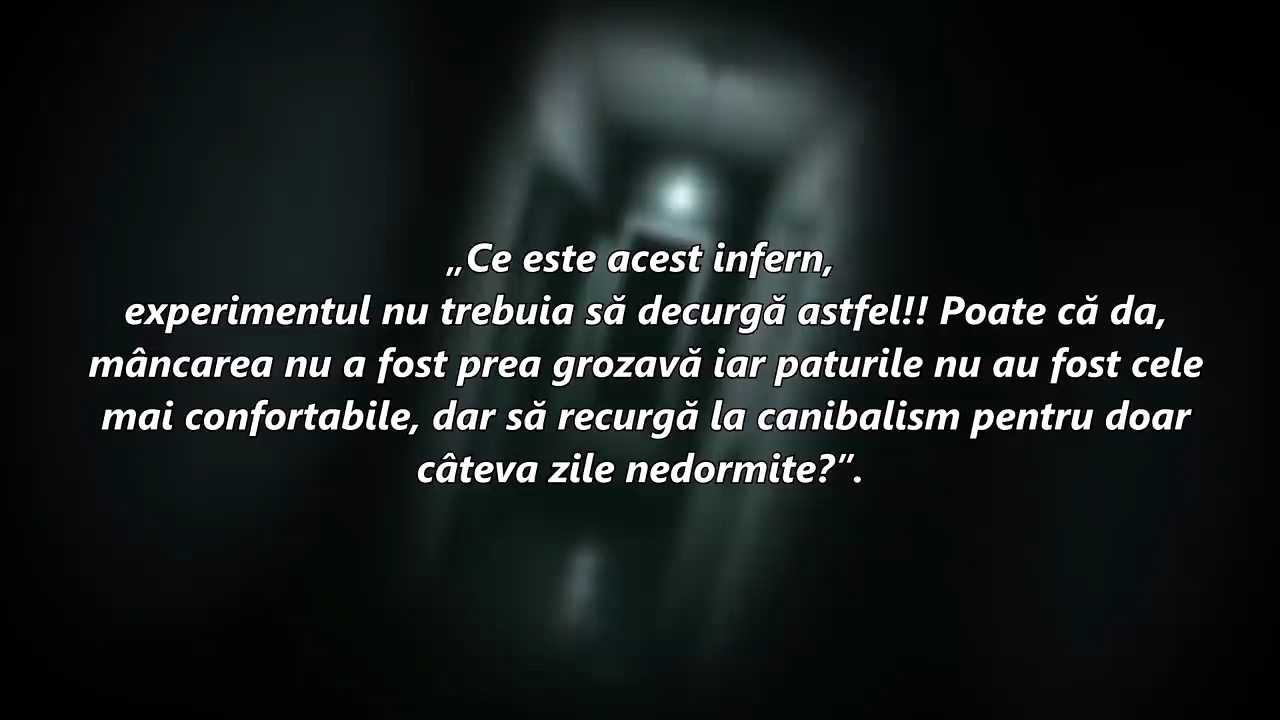 „Ce este acest infern,
experimentul nu trebuia să decurgă astfel!! Poate că da,
mâncarea nu a fost prea grozavă iar paturile nu au fost cele
mai confortabile, dar să recurgă la canibalism pentru doar
câteva zile nedormite?”.